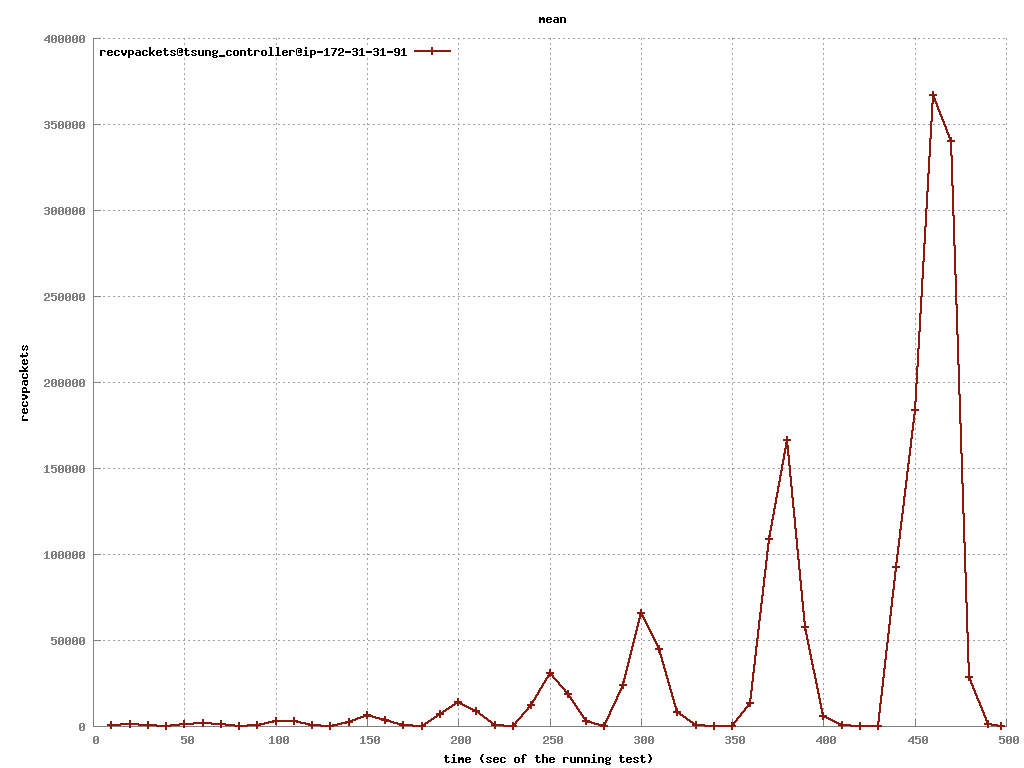 mean
recvpackets@tsung_controller@ip-172-31-31-91
400000
350000
300000
250000
200000
150000
100000
50000
0
recvpackets
0 50 100 150 200 250 300 350 400 450 500
time (sec of the running test)